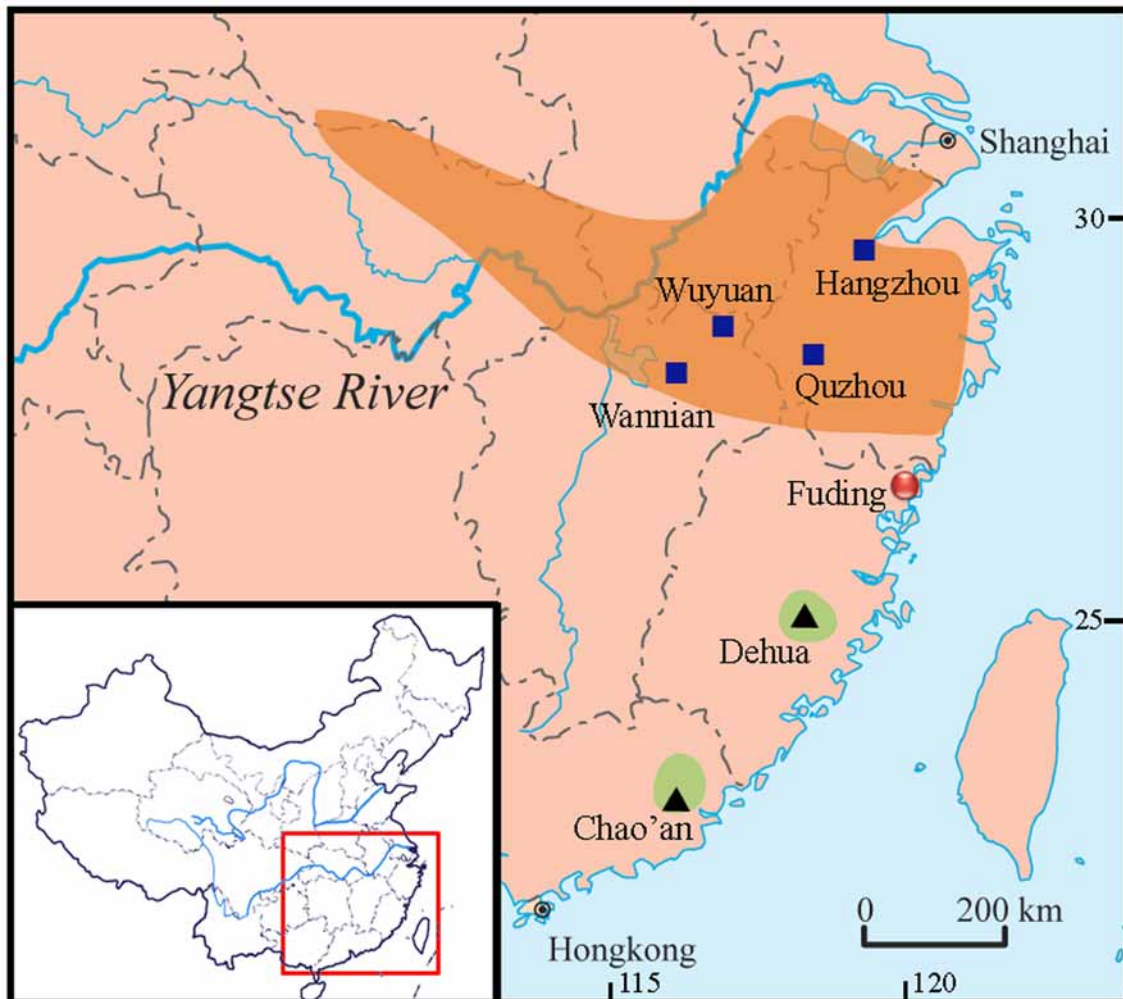 Shanghai
30
Hangzhou
Wuyuan
Quzhou
Yangtse River
Wannian
Fuding
25
Dehua
Chao'an
0 200 km
Hongkong
115
120